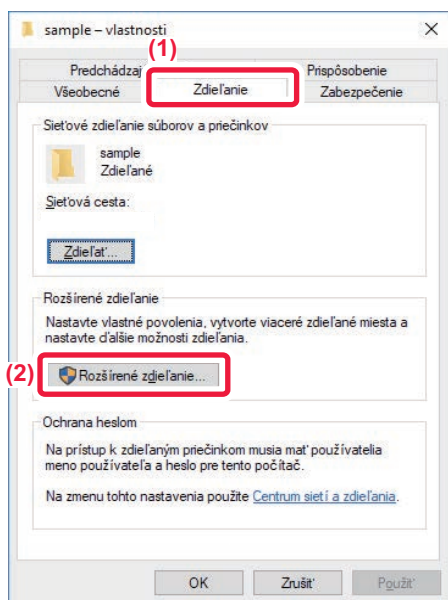 sample – vlastnosti
(1)
Predchádzaj
Prispôsobenie
Všeobecné
Zdieľanie
Zabezpečenie
Sieťové zdieľanie súborov a priečinkov
sample
Zdieľané
Sieťová cesta:
Zdieľať...
Rozšírené zdieľanie
Nastavte vlastné povolenia, vytvorte viaceré zdieľané miesta a
nastavte ďalšie možnosti zdieľania.
(2)
Rozšírené zdieľanie...
Ochrana heslom
Na prístup k zdieľaným priečinkom musia mať používatelia
meno používateľa a heslo pre tento počítač.
Na zmenu tohto nastavenia použite Centrum sietí a zdieľania.
OK
Zrušiť
Použiť